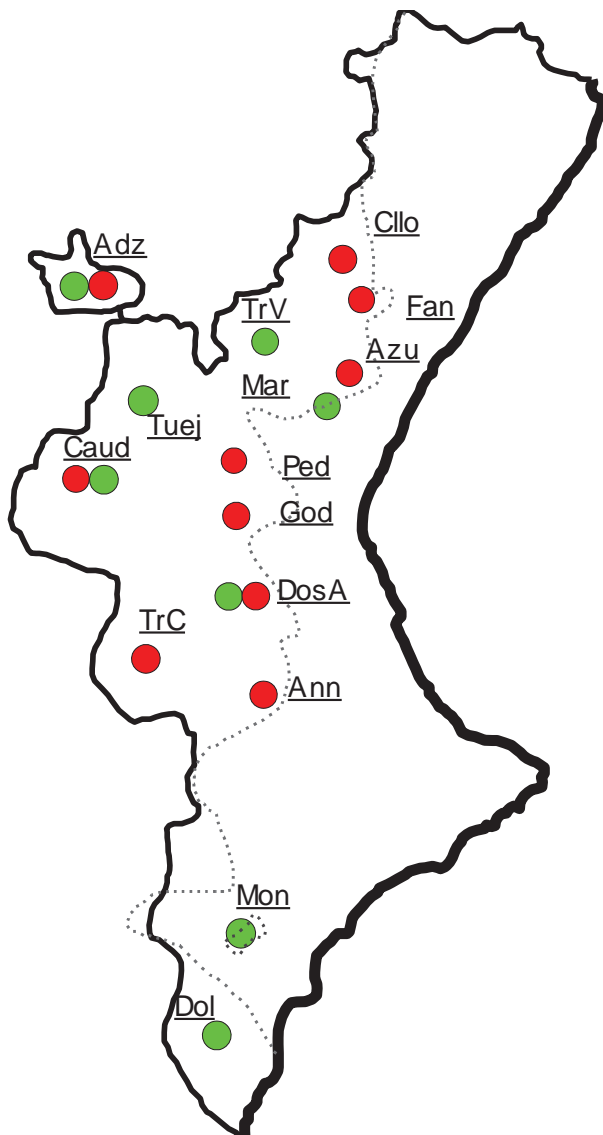 Cllo
Adz
Fan
TrV
Azu
Mar
Tuej
Caud
Ped
God
DosA
TrC
Ann
Mon
Dol